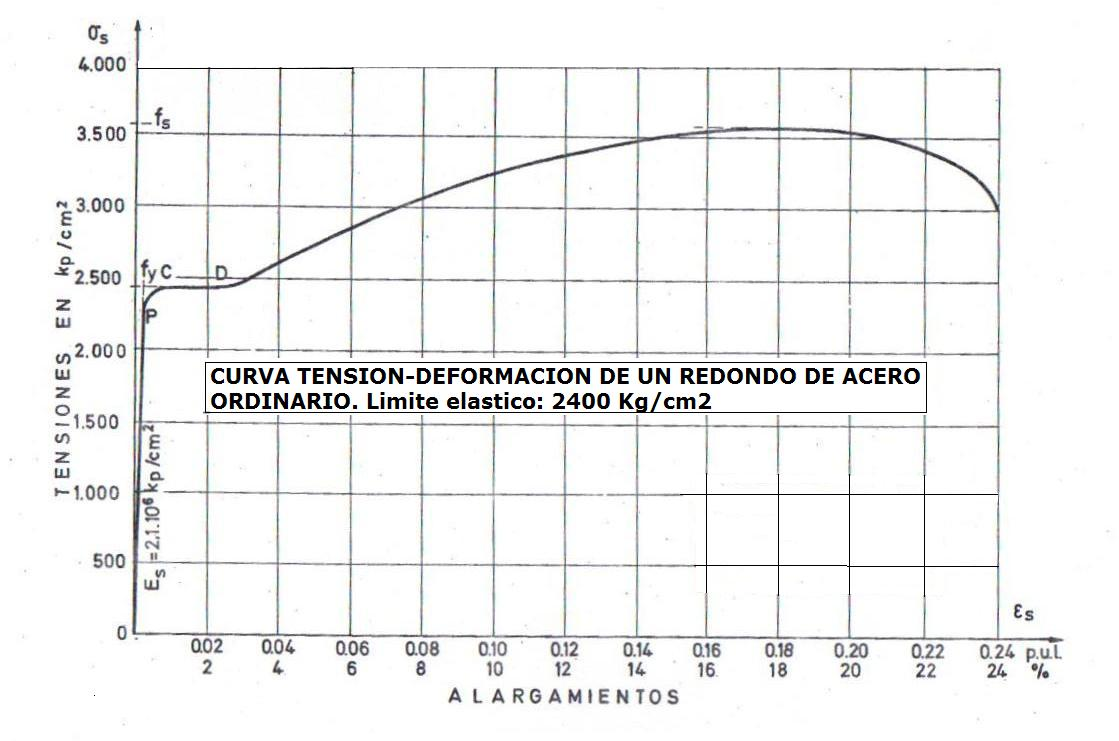 σs
4.000
fs
3.500
3.000
fy C D
2.500
P
2.000
CURVA TENSION-DEFORMACION DE UN REDONDO DE ACERO
ORDINARIO. Limite elastico: 2400 Kg/cm2
1.500
1.000
500
0
TENSIONES EN kp/cm²
Es =2,1.10⁶ kp/cm²
εs
0.02 0.04 0.06 0.08 0.10 0.12 0.14 0.16 0.18 0.20 0.22 0.24 p.u.l.
2 4 6 8 10 12 14 16 18 20 22 24 %
ALARGAMIENTOS